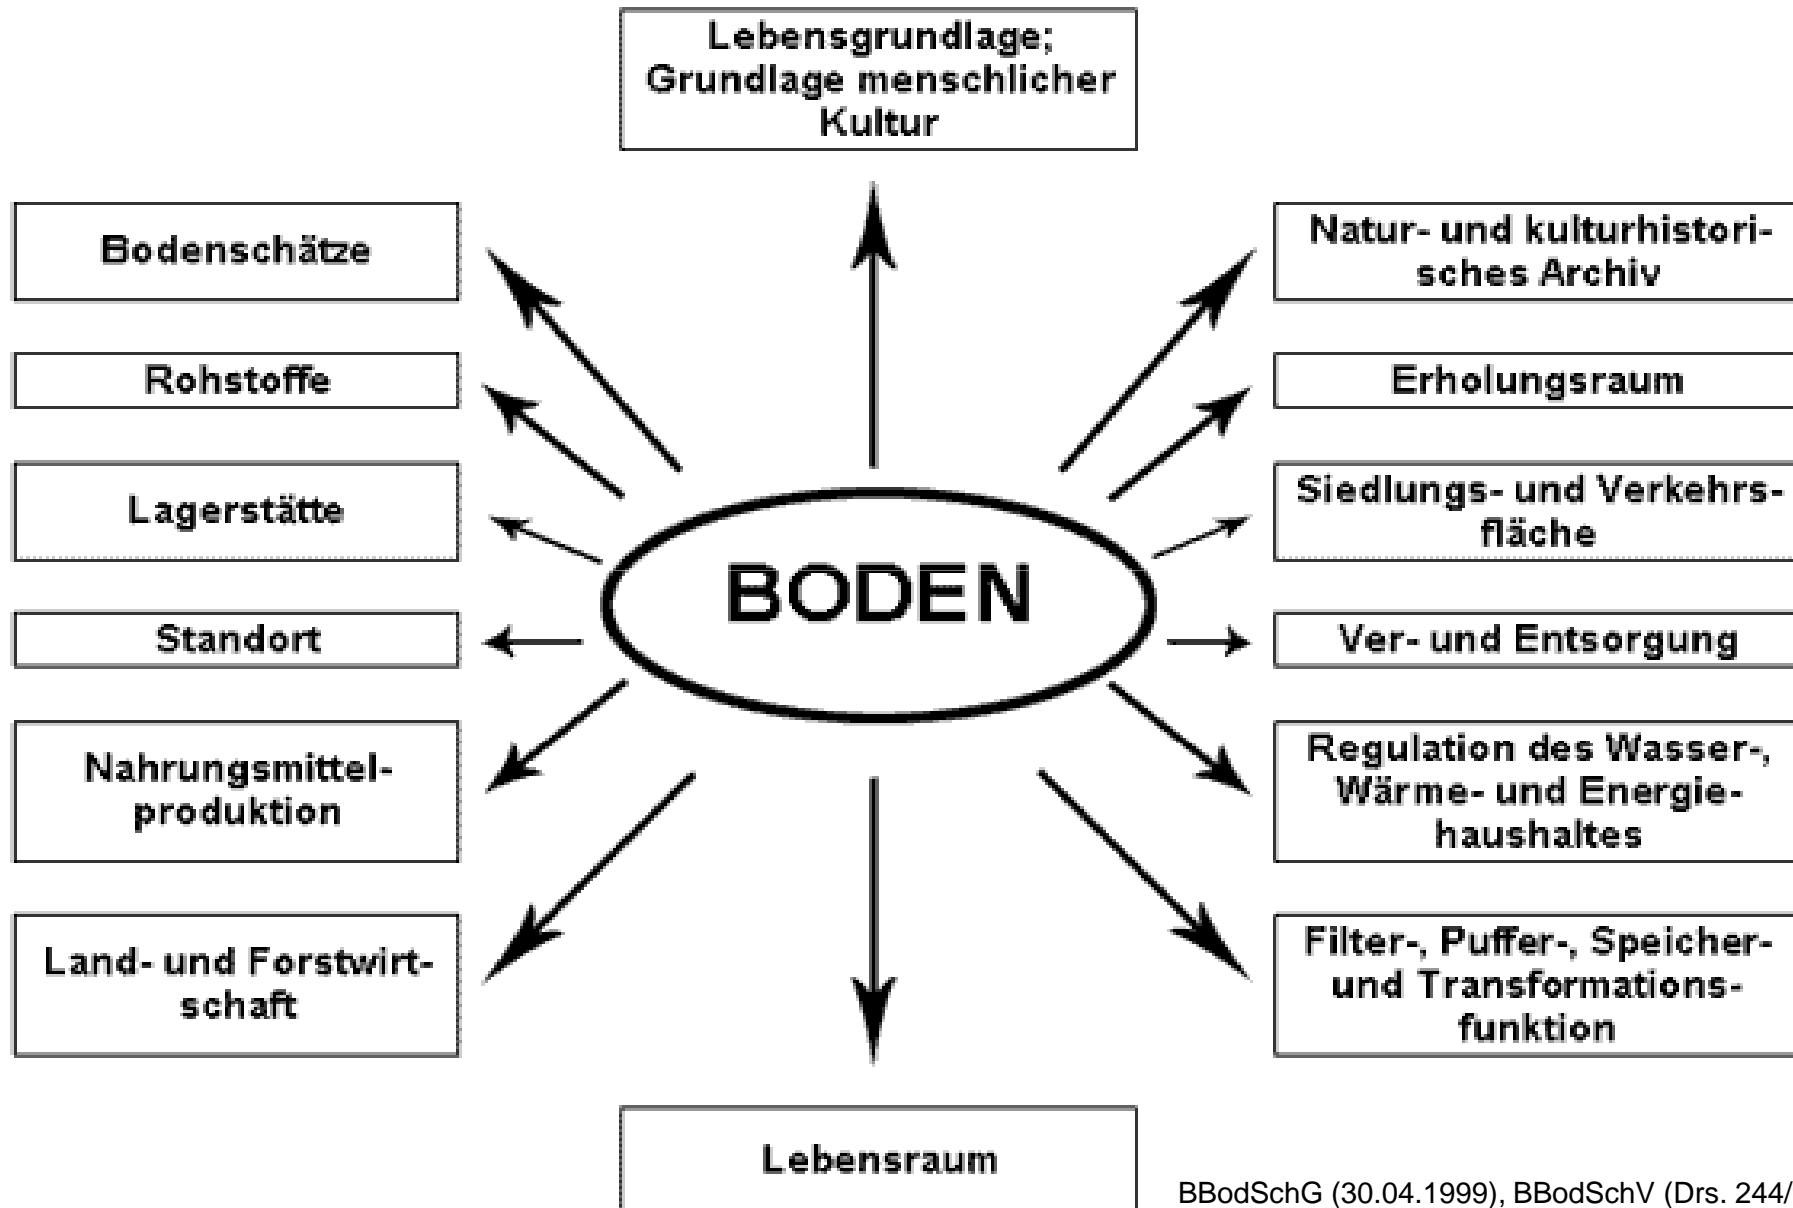 Lebensgrundlage;
Grundlage menschlicher
Kultur
Bodenschätze
Natur- und kulturhistori-
sches Archiv
Rohstoffe
Erholungsraum
Lagerstätte
Siedlungs- und Verkehrs-
fläche
BODEN
Standort
Ver- und Entsorgung
Nahrungsmittel-
produktion
Regulation des Wasser-,
Wärme- und Energie-
haushaltes
Land- und Forstwirt-
schaft
Filter-, Puffer-, Speicher-
und Transformations-
funktion
Lebensraum
BBodSchG (30.04.1999), BBodSchV (Drs. 244/